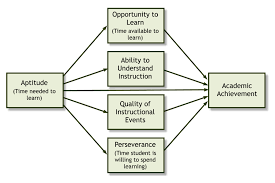 Opportunity to
Learn
(Time available to
learn)
Ability to
Understand
Instruction
Aptitude
(Time needed to
learn)
Academic
Achievement
Quality of
Instructional
Events
Perseverance
(Time student is
willing to spend
learning)